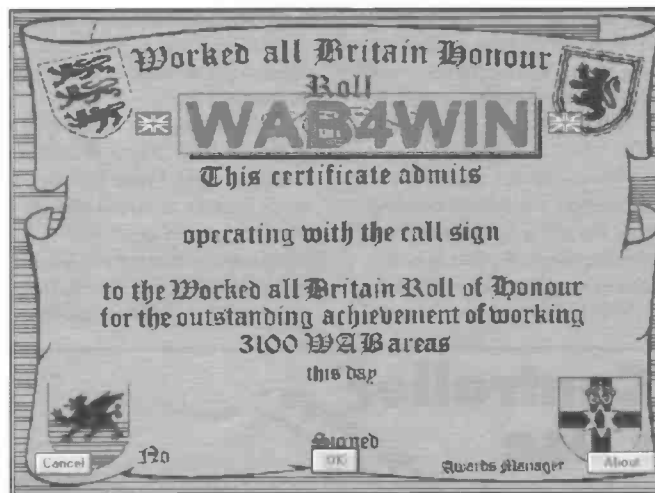 Worked all Britain Honour
Roll
WAB4WIN
This certificate admits
operating with the call sign
to the Worked all Britain Roll of Honour
for the outstanding achievement of working
3100 WAB areas
this day
Signed
Cancel
No
OK
Awards Manager
About